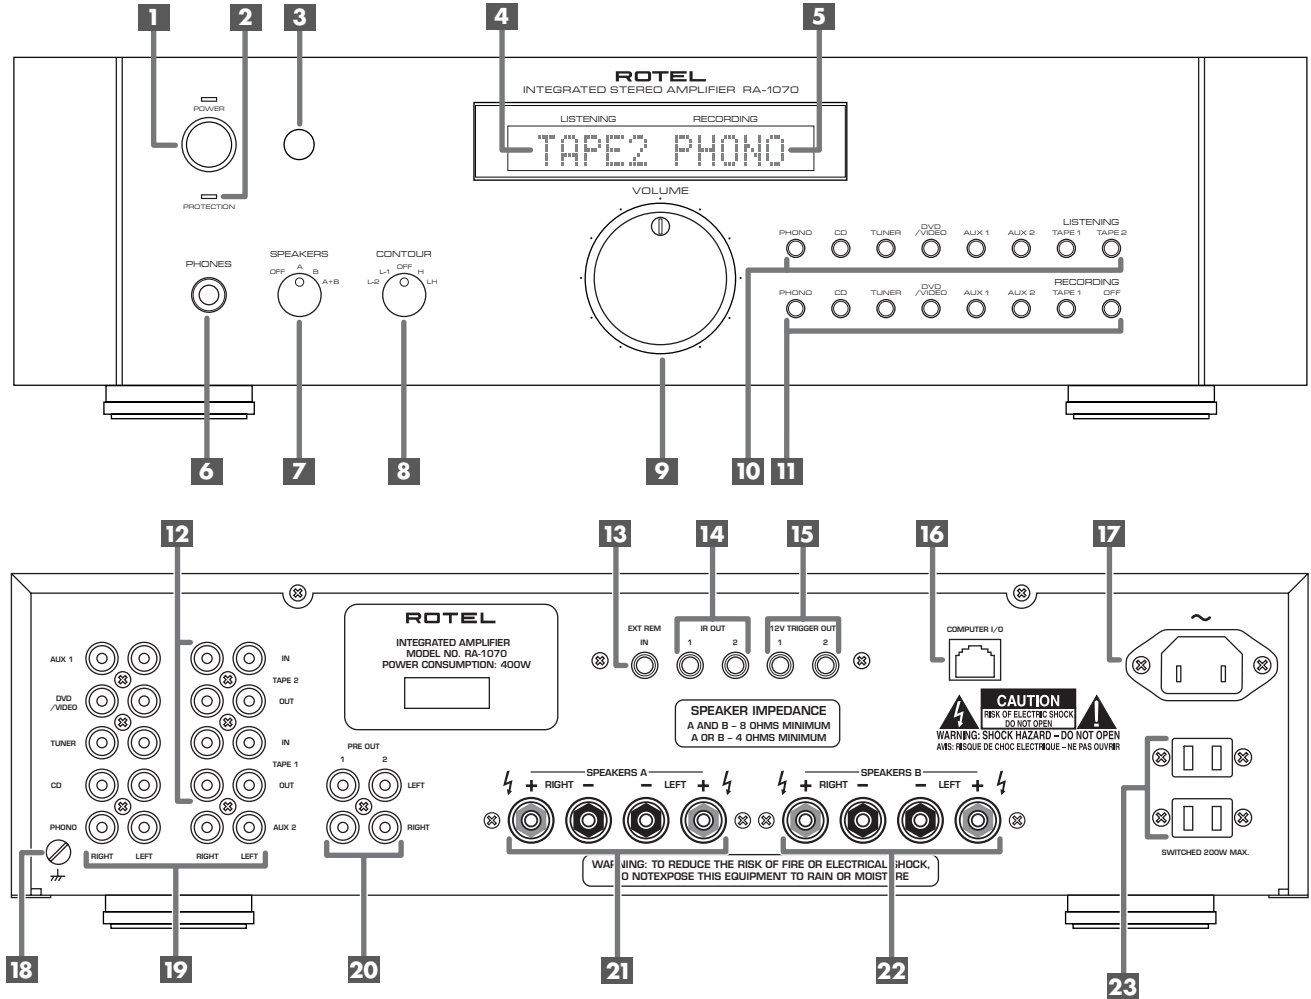 1 2 3 4 5
ROTEL
INTEGRATED STEREO AMPLIFIER RA-1070
POWER
LISTENING RECORDING
TAPE2 PHONO
PROTECTION
VOLUME
PHONES
SPEAKERS
OFF A B A+B
CONTOUR
L-2 L-1 OFF H LH
LISTENING
PHONO CD TUNER DVD /VIDEO AUX 1 AUX 2 TAPE 1 TAPE 2
RECORDING
PHONO CD TUNER DVD /VIDEO AUX 1 AUX 2 TAPE 1 OFF
6 7 8 9 10 11
12 13 14 15 16 17
ROTEL
INTEGRATED AMPLIFIER
MODEL NO. RA-1070
POWER CONSUMPTION: 400W
AUX 1
DVD
/VIDEO
TUNER
CD
PHONO
RIGHT LEFT
IN
TAPE 2
OUT
IN
TAPE 1
OUT
AUX 2
RIGHT LEFT
PRE OUT
1 2
LEFT
RIGHT
EXT REM
IN
IR OUT
1 2
12V TRIGGER OUT
1 2
COMPUTER I/O
~
SPEAKER IMPEDANCE
A AND B – 8 OHMS MINIMUM
A OR B – 4 OHMS MINIMUM
CAUTION
RISK OF ELECTRIC SHOCK
DO NOT OPEN
WARNING: SHOCK HAZARD – DO NOT OPEN
AVIS: RISQUE DE CHOC ELECTRIQUE – NE PAS OUVRIR
SPEAKERS A
+ RIGHT – – LEFT +
SPEAKERS B
+ RIGHT – – LEFT +
WARNING: TO REDUCE THE RISK OF FIRE OR ELECTRICAL SHOCK,
DO NOTEXPOSE THIS EQUIPMENT TO RAIN OR MOISTURE
SWITCHED 200W MAX.
18 19 20 21 22 23